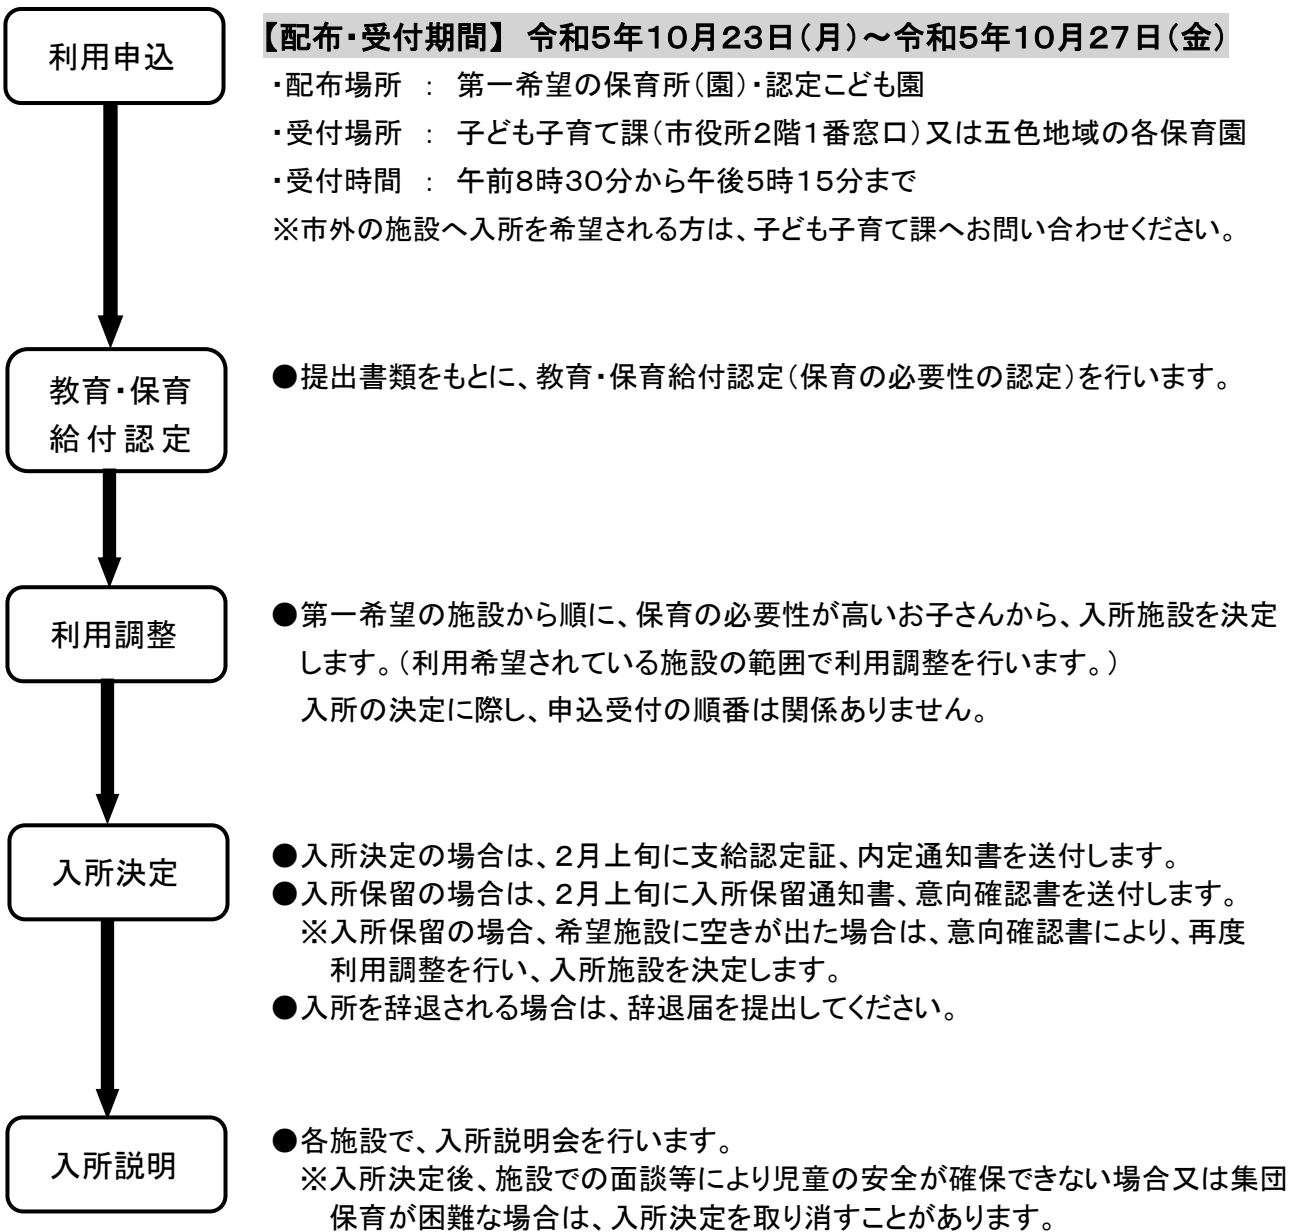 利用申込
【配布・受付期間】 令和5年10月23日(月)～令和5年10月27日(金)
・配布場所 ： 第一希望の保育所(園)・認定こども園
・受付場所 ： 子ども子育て課(市役所2階1番窓口)又は五色地域の各保育園
・受付時間 ： 午前8時30分から午後5時15分まで
※市外の施設へ入所を希望される方は、子ども子育て課へお問い合わせください。
教育・保育
給付認定
●提出書類をもとに、教育・保育給付認定(保育の必要性の認定)を行います。
利用調整
●第一希望の施設から順に、保育の必要性が高いお子さんから、入所施設を決定
します。(利用希望されている施設の範囲で利用調整を行います。)
入所の決定に際し、申込受付の順番は関係ありません。
入所決定
●入所決定の場合は、2月上旬に支給認定証、内定通知書を送付します。
●入所保留の場合は、2月上旬に入所保留通知書、意向確認書を送付します。
※入所保留の場合、希望施設に空きが出た場合は、意向確認書により、再度
利用調整を行い、入所施設を決定します。
●入所を辞退される場合は、辞退届を提出してください。
入所説明
●各施設で、入所説明会を行います。
※入所決定後、施設での面談等により児童の安全が確保できない場合又は集団
保育が困難な場合は、入所決定を取り消すことがあります。